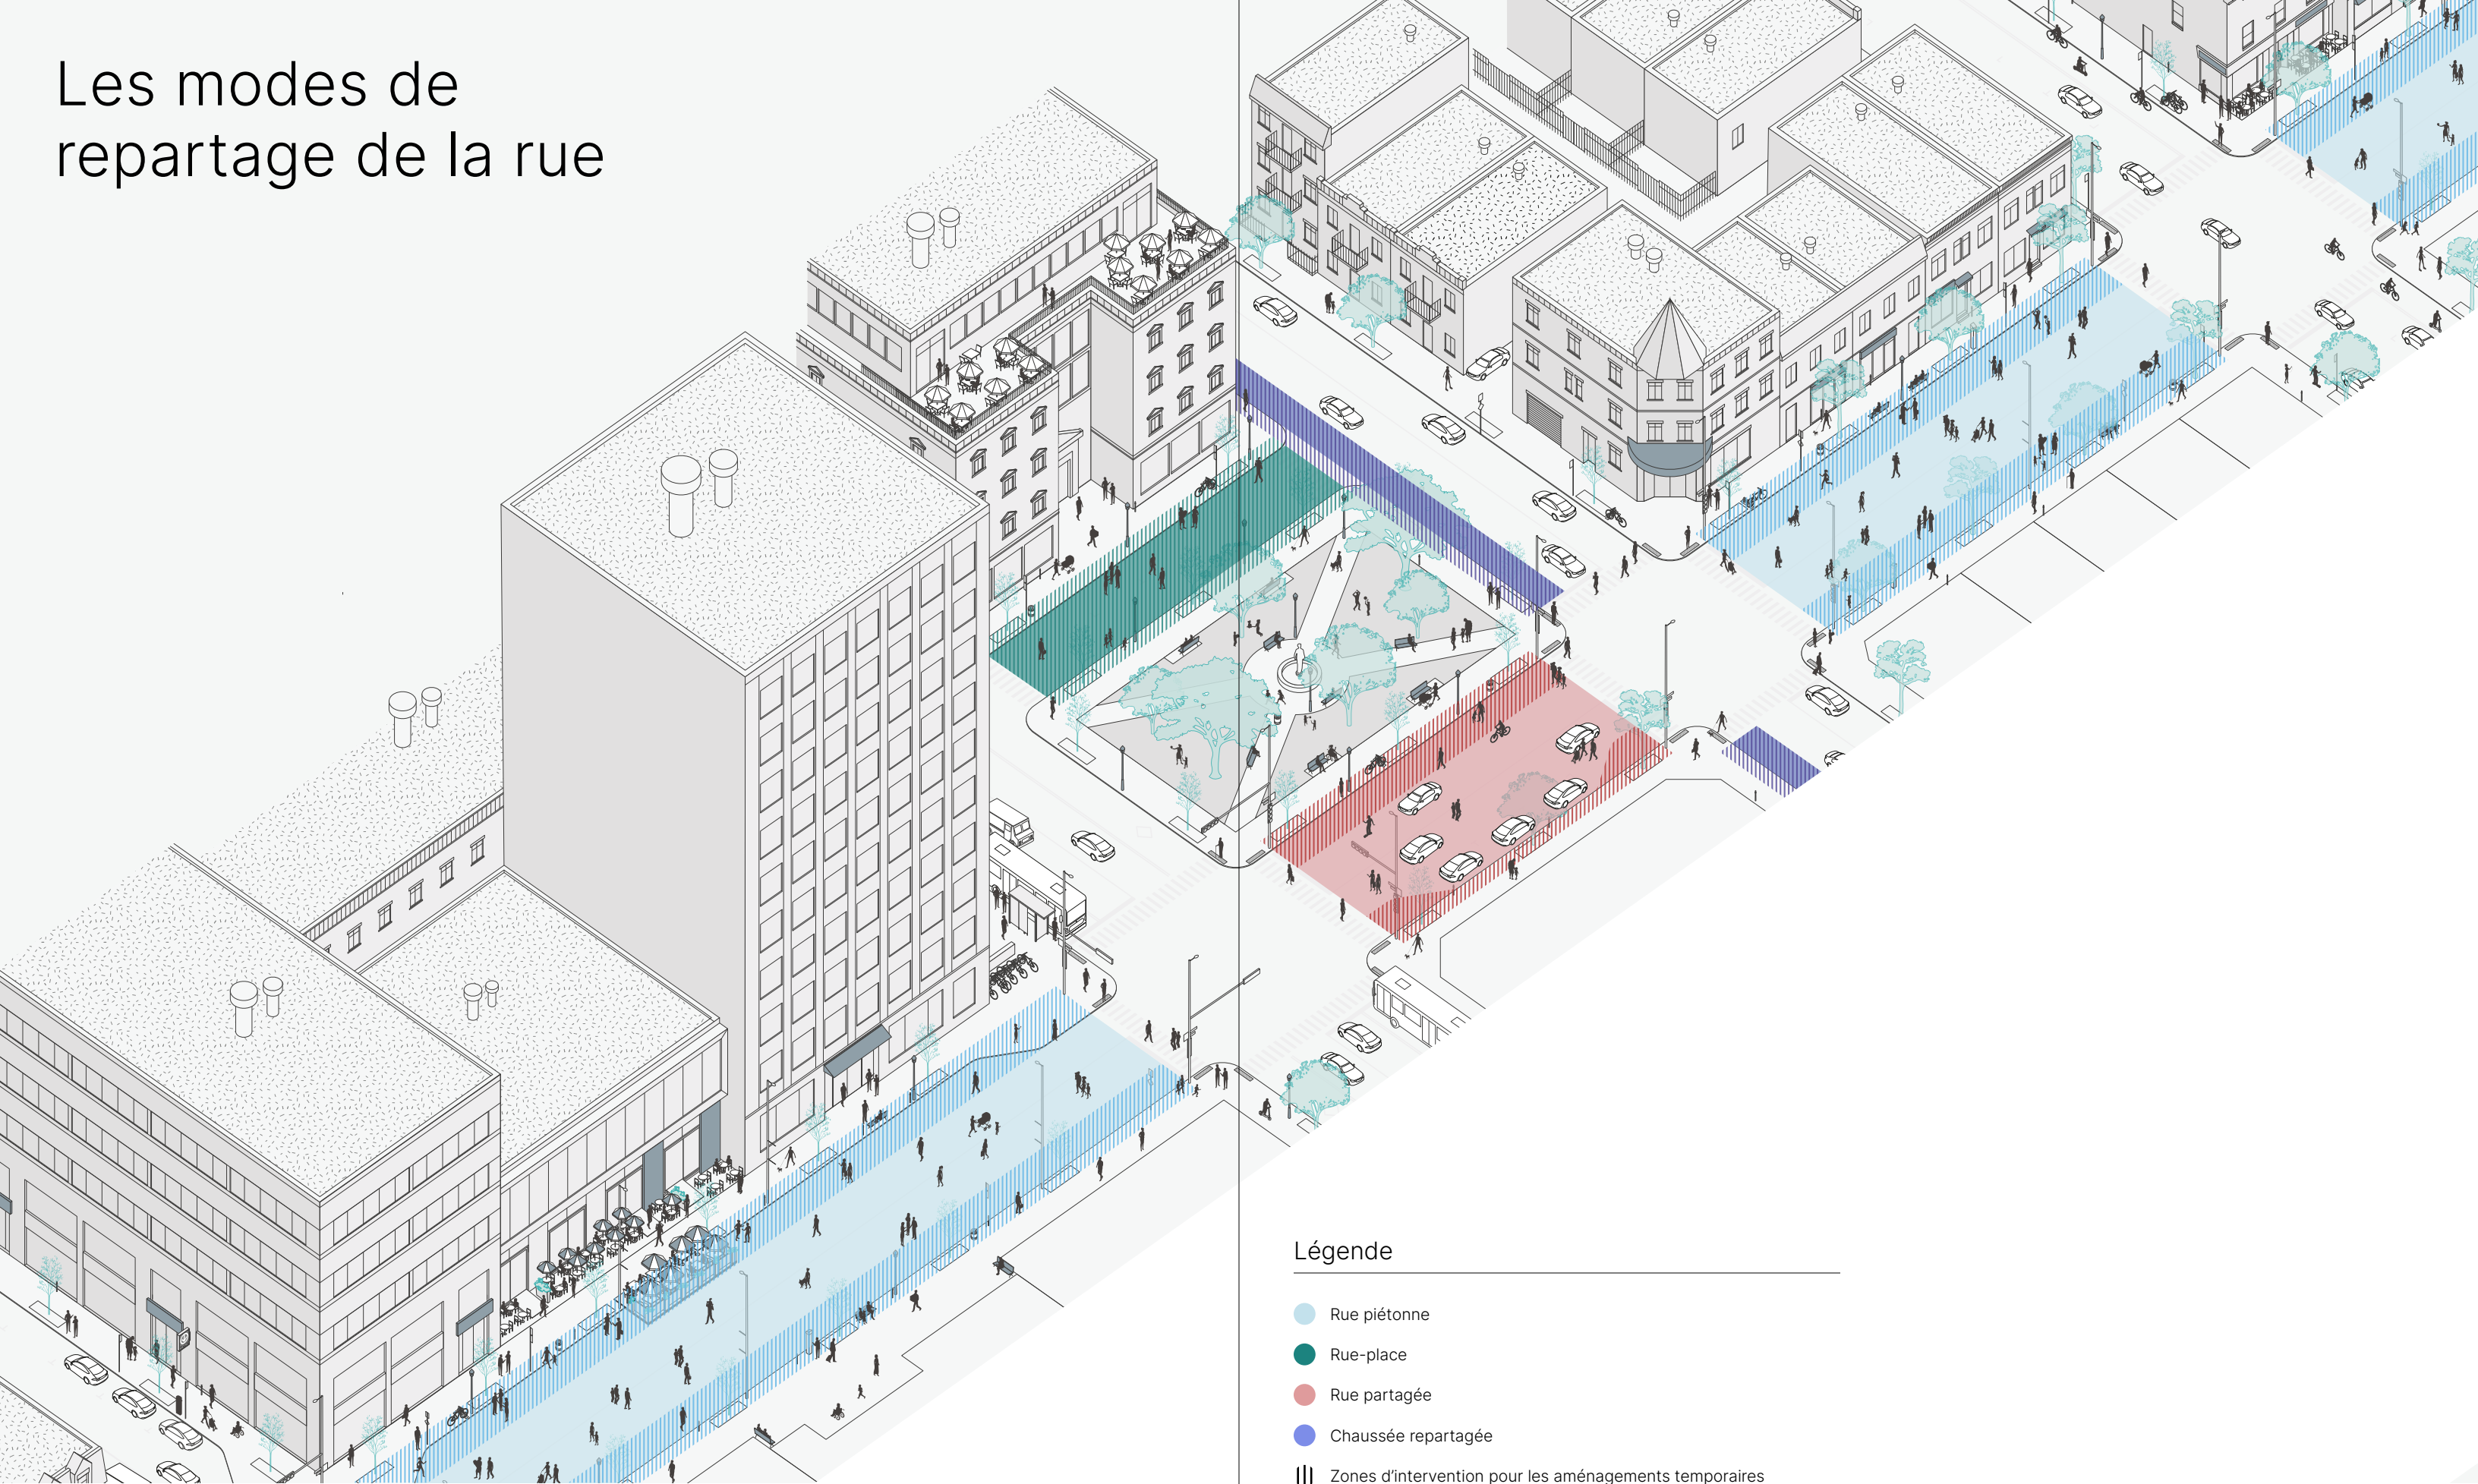 Les modes de
repartage de la rue
Légende
Rue piétonne
Rue-place
Rue partagée
Chaussée repartagée
Zones d’intervention pour les aménagements temporaires